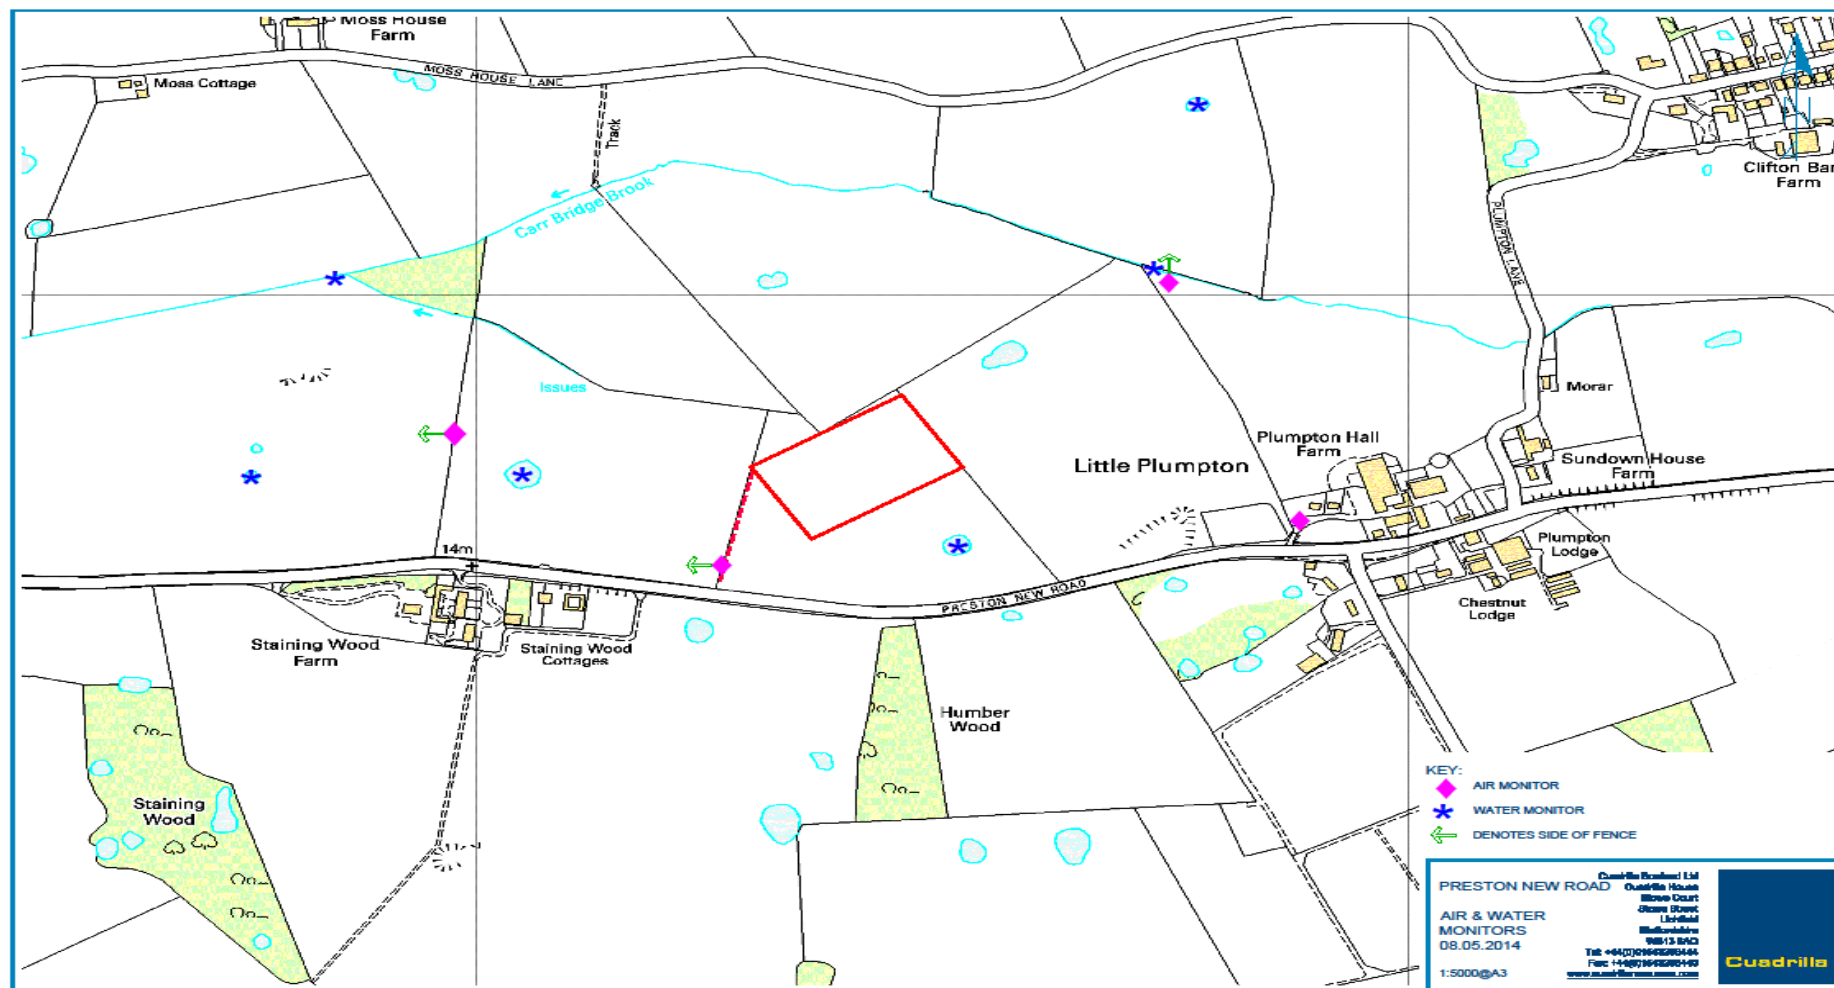 Moss House
Farm
Moss Cottage
MOSS HOUSE LANE
Track
Carr Bridge Brook
PLUMPTON LANE
Farm
Issues
Morar
Plumpton Hall
Farm
Little Plumpton
Sundown House
Farm
14m
Plumpton
Lodge
PRESTON NEW ROAD
Chestnut
Lodge
Staining Wood
Farm
Staining Wood
Cottages
Humber
Wood
Staining
Wood
KEY:
AIR MONITOR
WATER MONITOR
DENOTES SIDE OF FENCE
PRESTON NEW ROAD
AIR & WATER
MONITORS
08.05.2014
1:5000@A3
Cuadrilla House
Cuadrilla